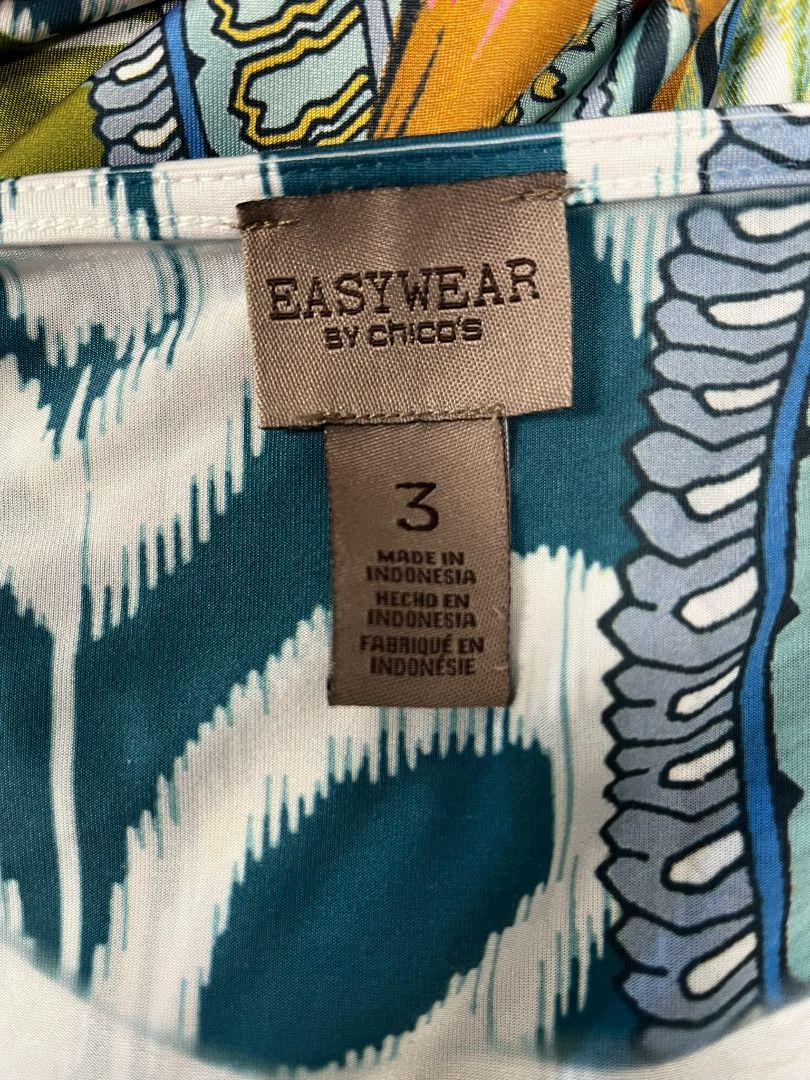 EASYWEAR
BY chico's
3
MADE IN
INDONESIA
HECHO EN
INDONESIA
FABRIQUÉ EN
INDONÉSIE